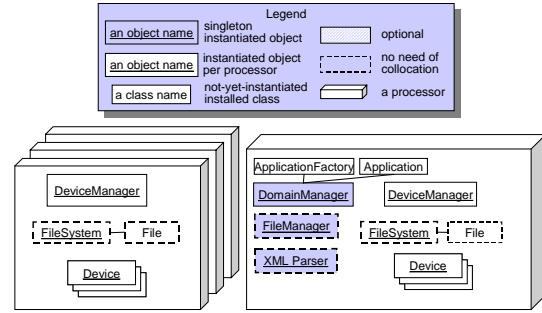 Legend
an object name
singleton
instantiated object
optional
an object name
instantiated object
per processor
no need of
collocation
a class name
not-yet-instantiated
installed class
a processor
DeviceManager
FileSystem
File
Device
ApplicationFactory
Application
DomainManager
DeviceManager
FileManager
FileSystem
File
XML Parser
Device